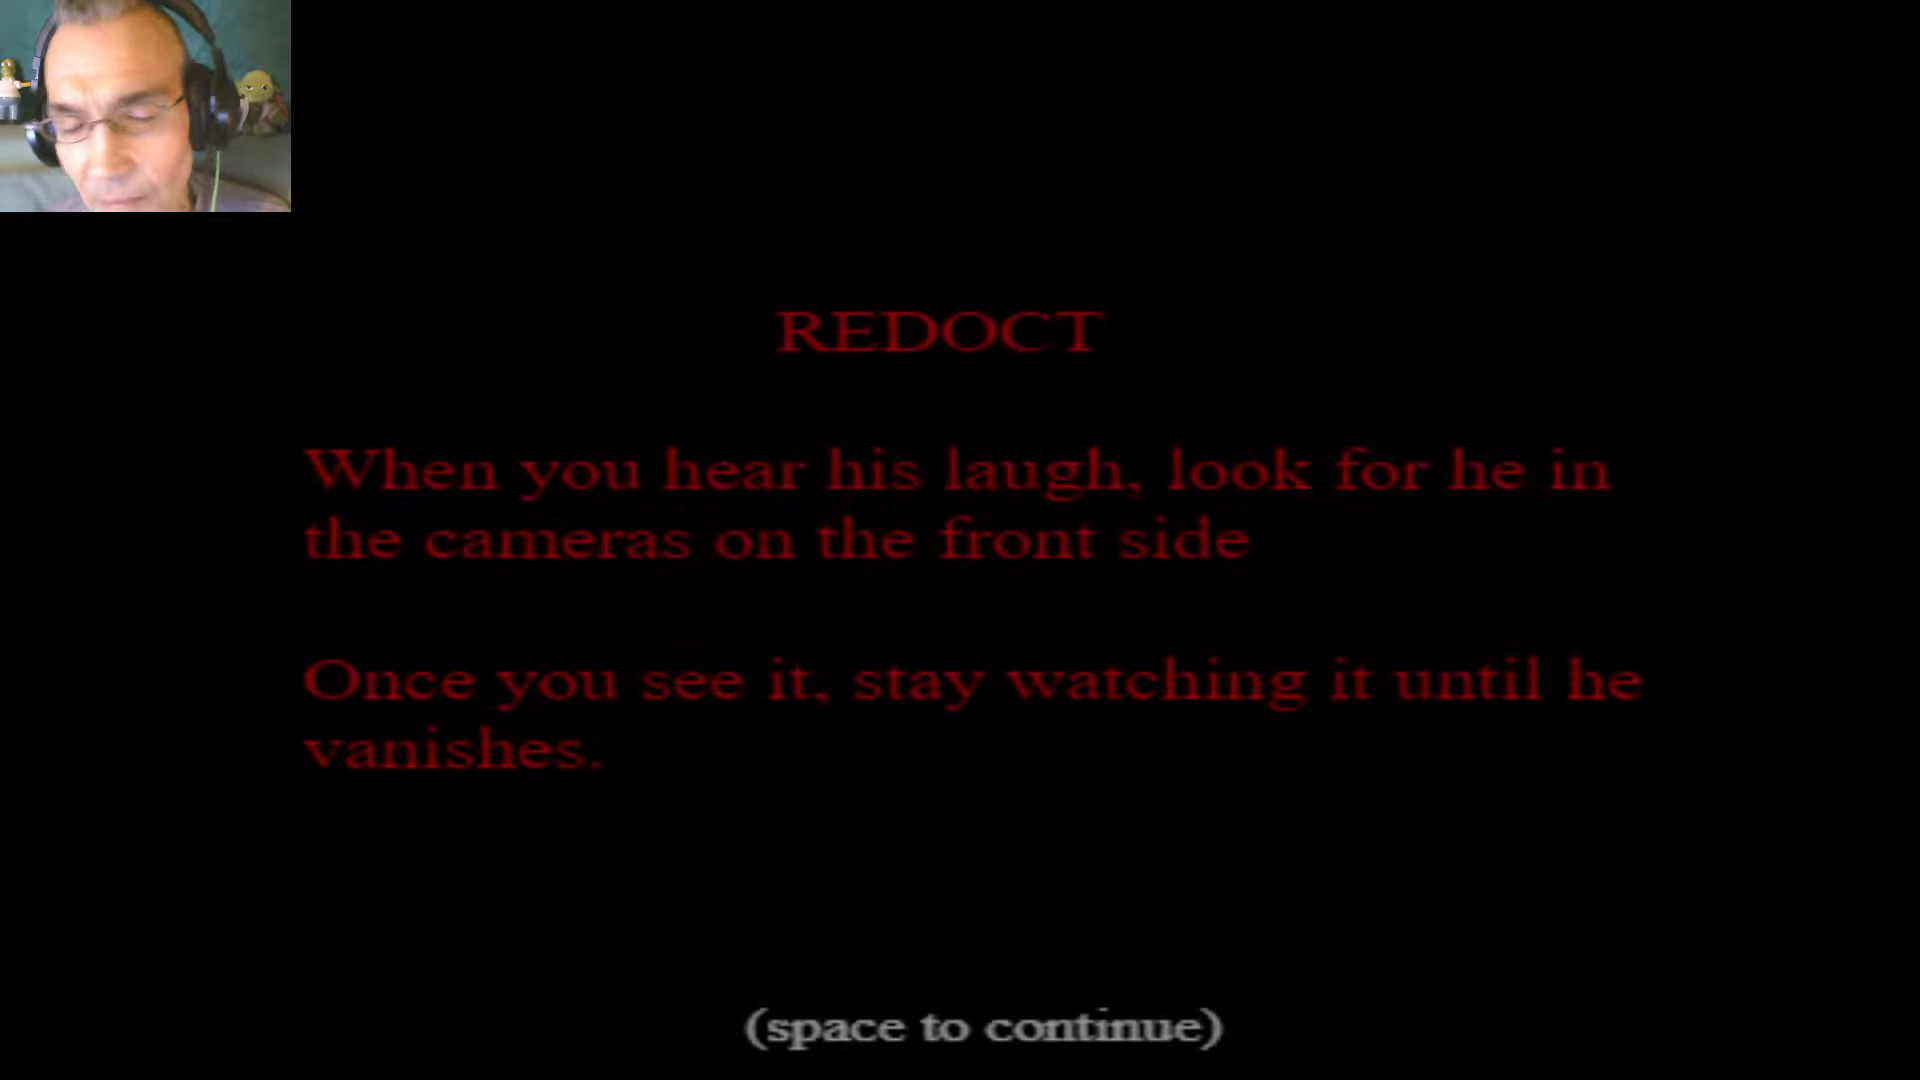 REDOCT
When you hear his laugh, look for he in
the cameras on the front side
Once you see it, stay watching it until he
vanishes.
(space to continue)